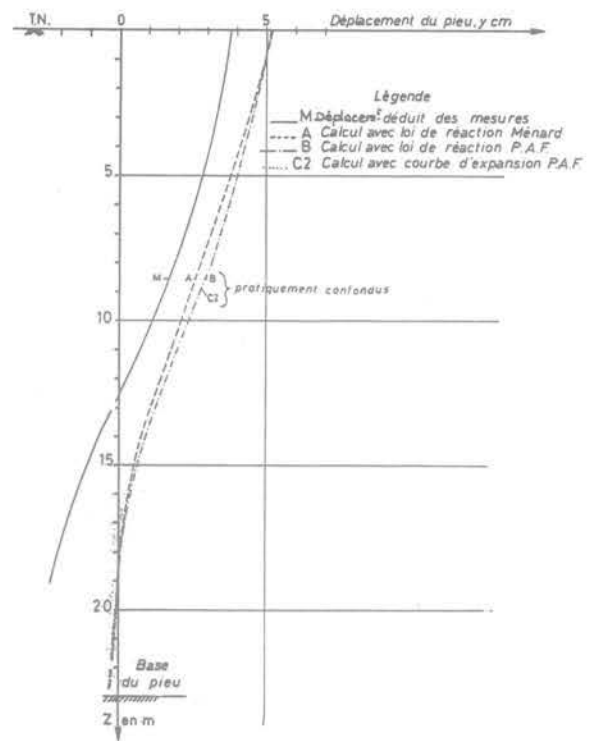 T.N. 0 5 Déplacement du pieu, y cm
Légende
M Déplacem.t déduit des mesures
A Calcul avec loi de réaction Ménard
B Calcul avec loi de réaction P.A.F.
C2 Calcul avec courbe d'expansion P.A.F.
5
M A B
C2
pratiquement confondus
10
15
20
Base
du pieu
Z en m